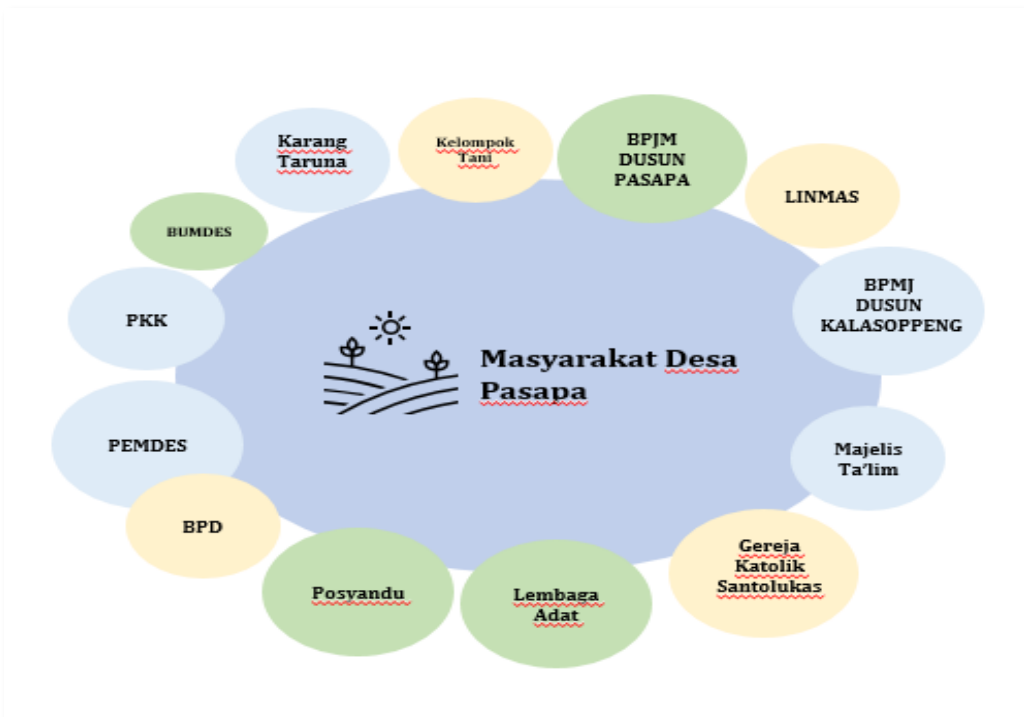 Karang
Taruna
Kelompok
Tani
BPJM
DUSUN
PASAPA
LINMAS
BUMDES
BPMJ
DUSUN
KALASOPPENG
PKK
Masyarakat Desa
Pasapa
PEMDES
Majelis
Ta’lim
BPD
Gereja
Katolik
Santolukas
Posyandu
Lembaga
Adat